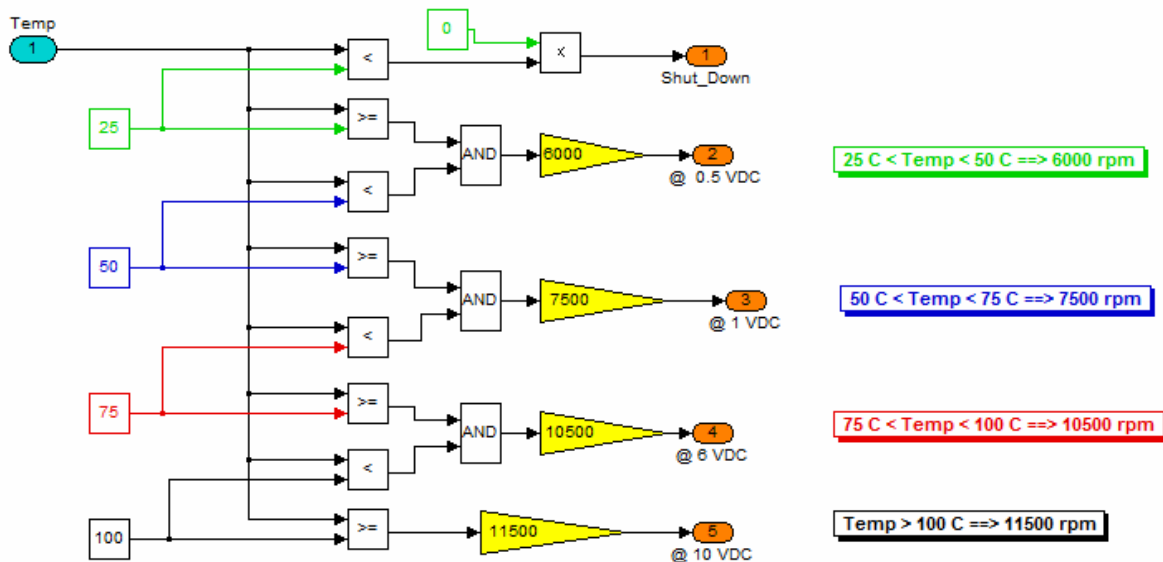 Temp
1
0
<
x
1
Shut_Down
25
>=
AND
6000
2
@ 0.5 VDC
25 C < Temp < 50 C ==> 6000 rpm
<
50
>=
AND
7500
3
@ 1 VDC
50 C < Temp < 75 C ==> 7500 rpm
<
75
>=
AND
10500
4
@ 6 VDC
75 C < Temp < 100 C ==> 10500 rpm
<
100
>=
11500
5
@ 10 VDC
Temp > 100 C ==> 11500 rpm